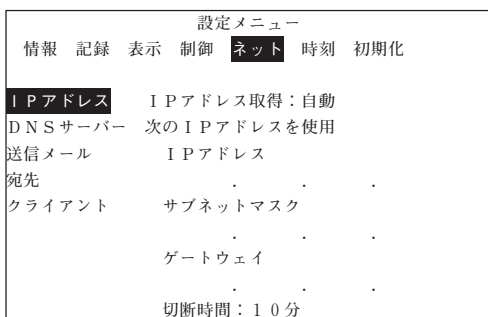 設定メニュー
情報 記録 表示 制御 ネット 時刻 初期化
IPアドレス IPアドレス取得:自動
DNSサーバー 次のIPアドレスを使用
送信メール IPアドレス
宛先 . . .
クライアント サブネットマスク
. . .
ゲートウェイ
. . .
切断時間:10分